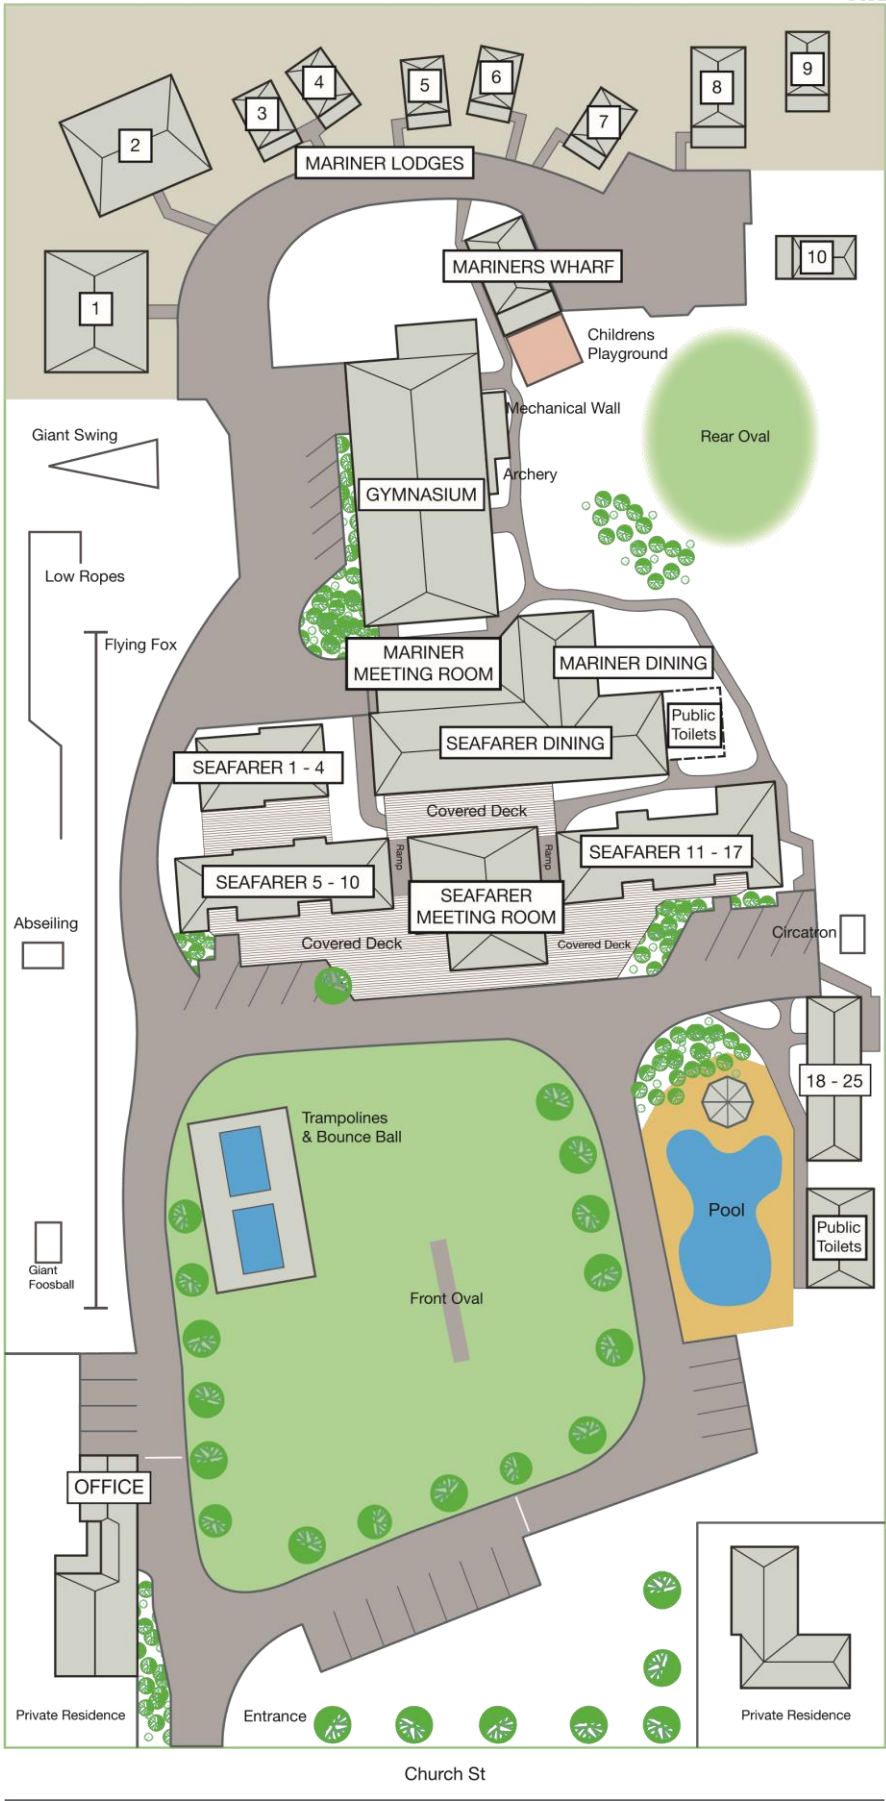 4
9
6
5
8
3
7
2
MARINER LODGES
10
MARINERS WHARF
1
Childrens
Playground
Mechanical Wall
Giant Swing
Rear Oval
Archery
GYMNASIUM
Low Ropes
Flying Fox
MARINER
MEETING ROOM
MARINER DINING
Public
Toilets
SEAFARER DINING
SEAFARER 1 - 4
Covered Deck
Ramp
Ramp
SEAFARER 11 - 17
SEAFARER 5 - 10
SEAFARER
MEETING ROOM
Abseiling
Circatron
Covered Deck
Covered Deck
18 - 25
Trampolines
& Bounce Ball
Pool
Public
Toilets
Giant
Foosball
Front Oval
OFFICE
Private Residence
Entrance
Private Residence
Church St